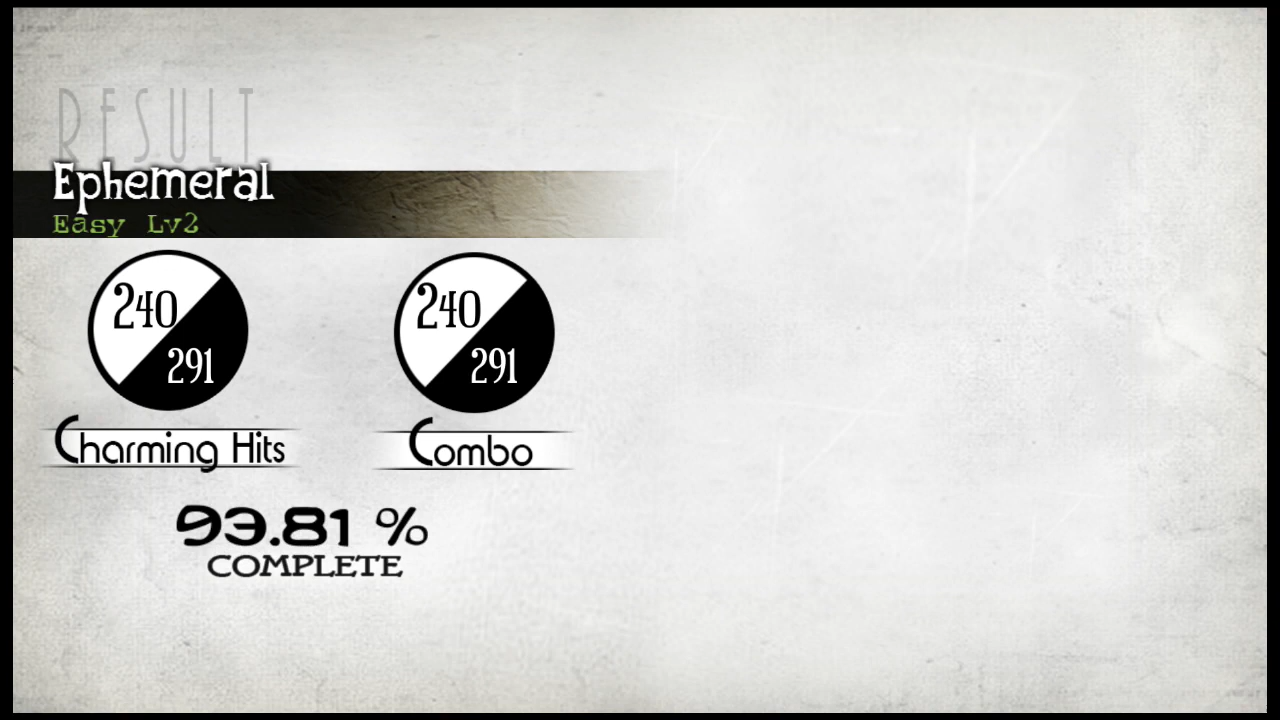 RESULT
Ephemeral
Easy Lv2
240
291
Charming Hits
240
291
Combo
93.81 %
COMPLETE